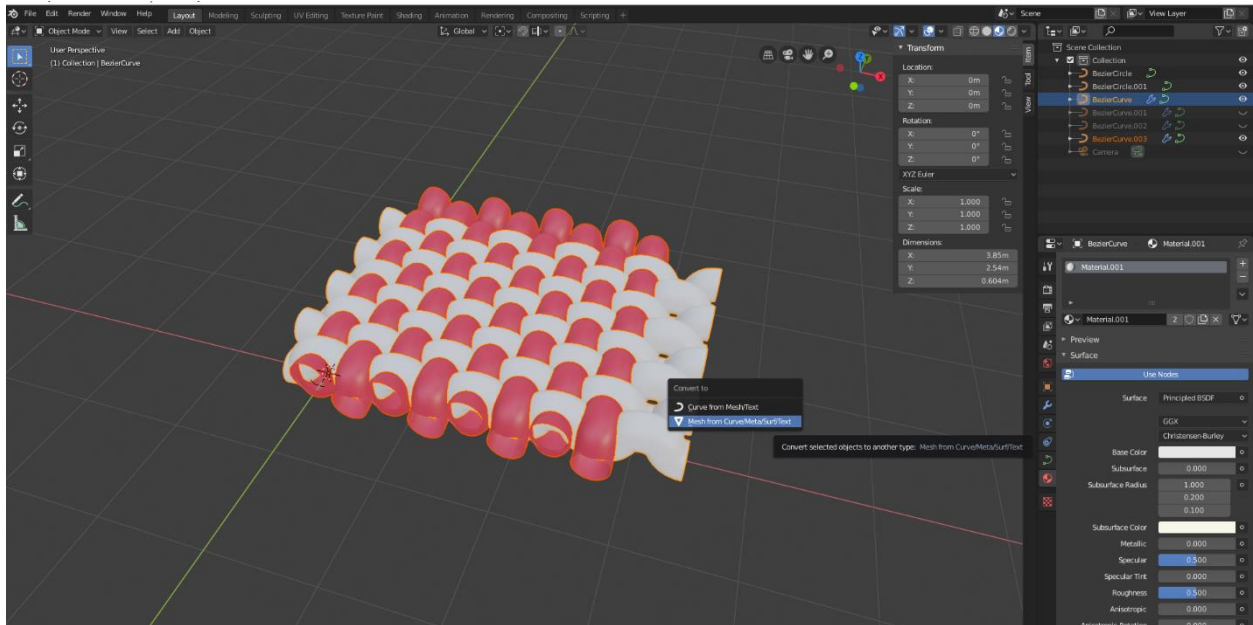 File Edit Render Window Help Layout Modeling Sculpting UV Editing Texture Paint Shading Animation Rendering Compositing Scripting + Scene View Layer
Object Mode View Select Add Object Global
User Perspective
(1) Collection | BezierCurve
Transform
Location:
X: 0m
Y: 0m
Z: 0m
Rotation:
X: 0°
Y: 0°
Z: 0°
XYZ Euler
Scale:
X: 1.000
Y: 1.000
Z: 1.000
Dimensions:
X: 3.85m
Y: 2.54m
Z: 0.604m
Item
Tool
View
X
Convert to
Curve from Mesh/Text
Mesh from Curve/Meta/Surf/Text
Convert selected objects to another type: Mesh from Curve/Meta/Surf/Text
Scene Collection
Collection
BezierCircle
BezierCircle.001
BezierCurve
BezierCurve.001
BezierCurve.002
BezierCurve.003
Camera
BezierCurve Material.001
Material.001
Material.001 2
Preview
Surface
Use Nodes
Surface Principled BSDF
GGX
Christensen-Burley
Base Color
Subsurface 0.000
Subsurface Radius 1.000
0.200
0.100
Subsurface Color
Metallic 0.000
Specular 0.500
Specular Tint 0.000
Roughness 0.500
Anisotropic 0.000
Anisotropic Rotation 0.000